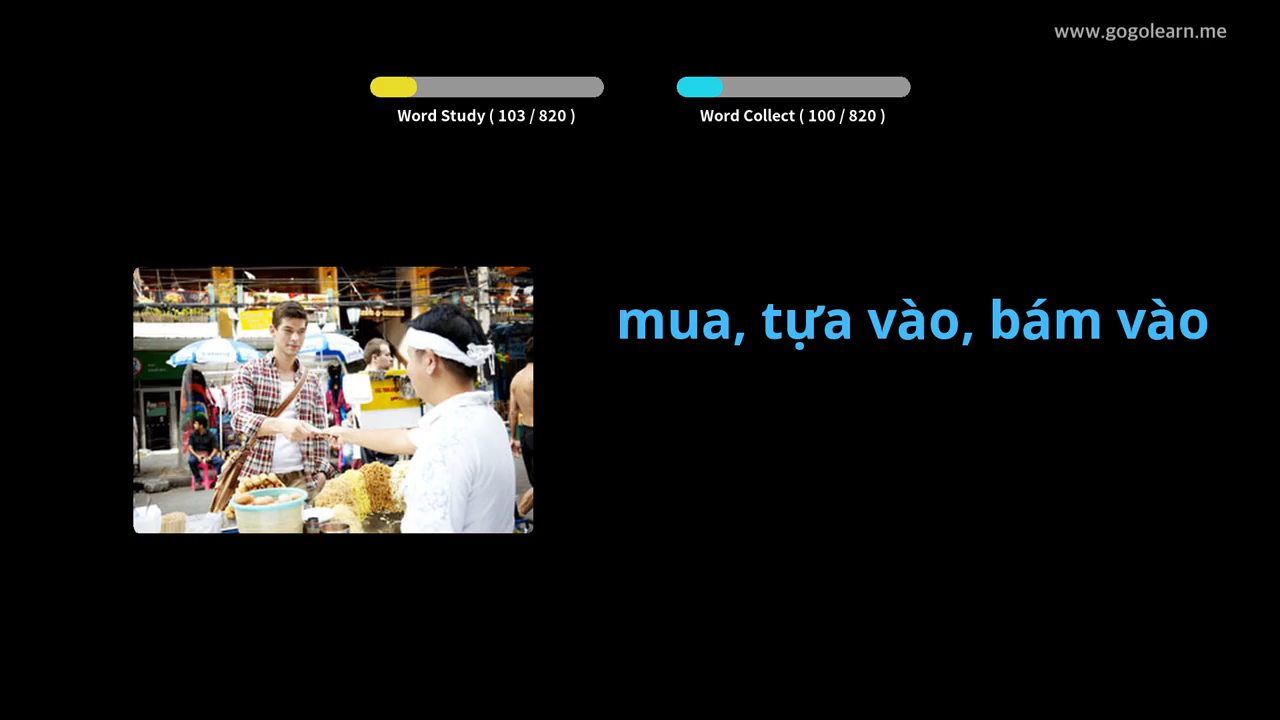 www.gogolearn.me
Word Study ( 103 / 820 )
Word Collect ( 100 / 820 )
mua, tựa vào, bám vào